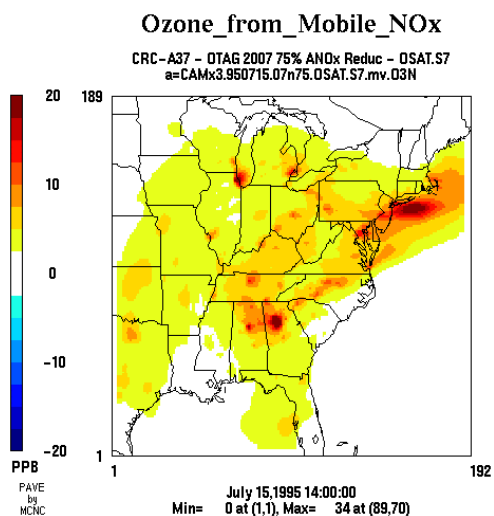 Ozone_from_Mobile_NOx
CRC-A37 - OTAG 2007 75% ANOx Reduc - OSAT.S7
a=CAMx3.950715.07n75.OSAT.S7.mv.O3N
20
10
0
-10
-20
PPB
PAVE
by
MCNC
189
1
1
192
July 15,1995 14:00:00
Min= 0 at (1,1), Max= 34 at (89,70)